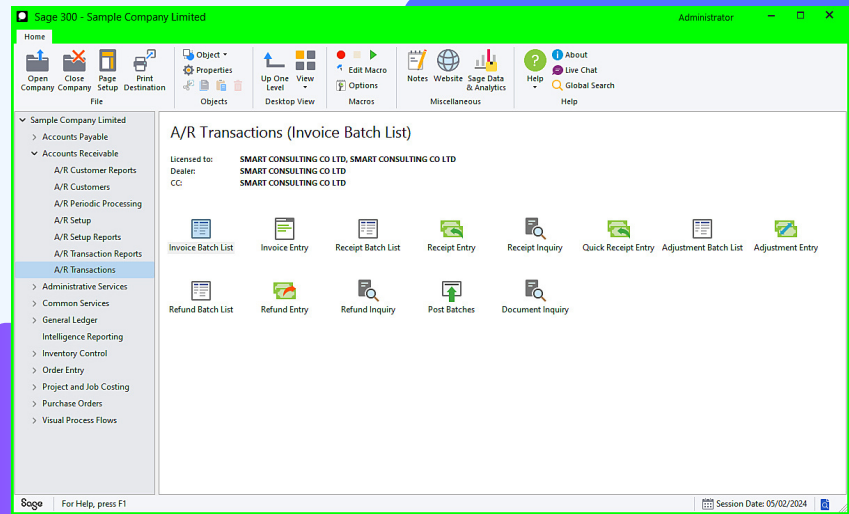 Sage 300 - Sample Company Limited
Administrator
Home
Open Company
Close Company
Page Setup
Print Destination
File
Object
Properties
Objects
Up One Level
View
Desktop View
Edit Macro
Options
Macros
Notes
Website
Sage Data & Analytics
Miscellaneous
Help
About
Live Chat
Global Search
Help
Sample Company Limited
Accounts Payable
Accounts Receivable
A/R Customer Reports
A/R Customers
A/R Periodic Processing
A/R Setup
A/R Setup Reports
A/R Transaction Reports
A/R Transactions
Administrative Services
Common Services
General Ledger
Intelligence Reporting
Inventory Control
Order Entry
Project and Job Costing
Purchase Orders
Visual Process Flows
A/R Transactions (Invoice Batch List)
Licensed to: SMART CONSULTING CO LTD, SMART CONSULTING CO LTD
Dealer: SMART CONSULTING CO LTD
CC: SMART CONSULTING CO LTD
Invoice Batch List
Invoice Entry
Receipt Batch List
Receipt Entry
Receipt Inquiry
Quick Receipt Entry
Adjustment Batch List
Adjustment Entry
Refund Batch List
Refund Entry
Refund Inquiry
Post Batches
Document Inquiry
Sage
For Help, press F1
Session Date: 05/02/2024